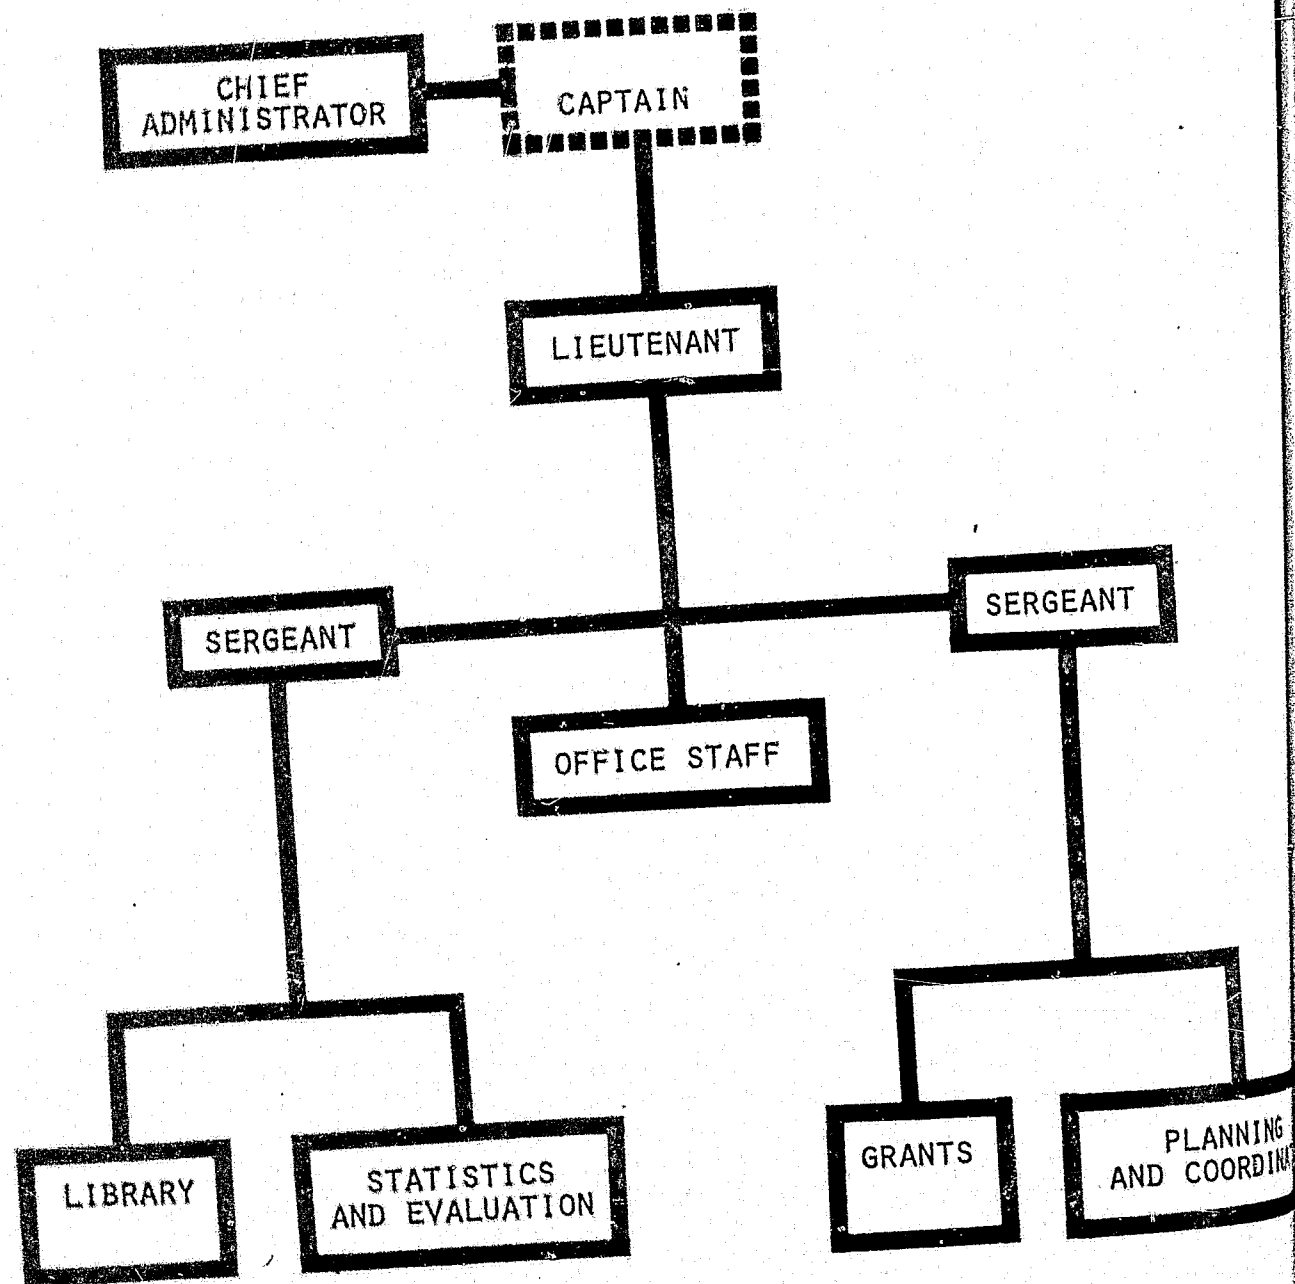 CHIEF
ADMINISTRATOR
CAPTAIN
LIEUTENANT
SERGEANT
SERGEANT
OFFICE STAFF
LIBRARY
STATISTICS
AND EVALUATION
GRANTS
PLANNING
AND